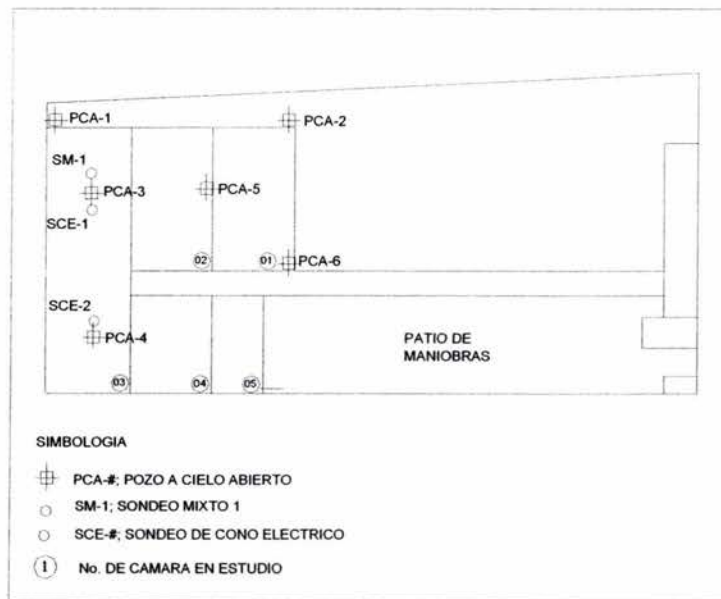 PCA-1
PCA-2
SM-1
PCA-3
PCA-5
SCE-1
02
01
PCA-6
SCE-2
PCA-4
PATIO DE
MANIOBRAS
03
04
05
SIMBOLOGIA
PCA-#; POZO A CIELO ABIERTO
SM-1; SONDEO MIXTO 1
SCE-#; SONDEO DE CONO ELECTRICO
1 No. DE CAMARA EN ESTUDIO